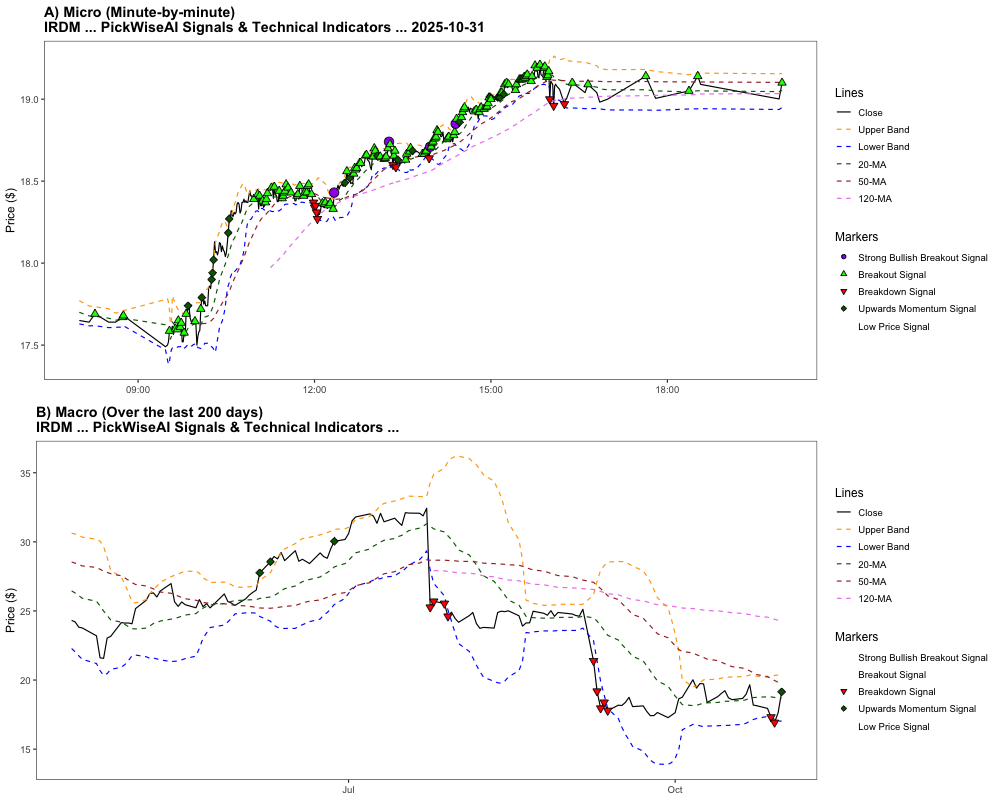 A) Micro (Minute-by-minute)
IRDM ... PickWiseAI Signals & Technical Indicators ... 2025-10-31
Price ($)
19.0
18.5
18.0
17.5
09:00
12:00
15:00
18:00
Lines
Close
Upper Band
Lower Band
20-MA
50-MA
120-MA
Markers
Strong Bullish Breakout Signal
Breakout Signal
Breakdown Signal
Upwards Momentum Signal
Low Price Signal
B) Macro (Over the last 200 days)
IRDM ... PickWiseAI Signals & Technical Indicators ...
Price ($)
35
30
25
20
15
Jul
Oct
Lines
Close
Upper Band
Lower Band
20-MA
50-MA
120-MA
Markers
Strong Bullish Breakout Signal
Breakout Signal
Breakdown Signal
Upwards Momentum Signal
Low Price Signal